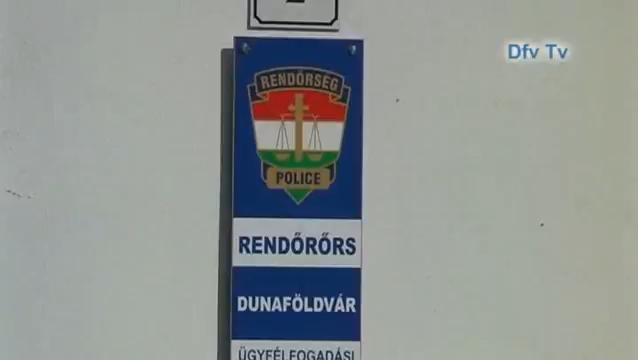 Dfv Tv
RENDŐRSÉG
POLICE
RENDŐRŐRS
DUNAFÖLDVÁR
ÜGYFÉLFOGADÁSI